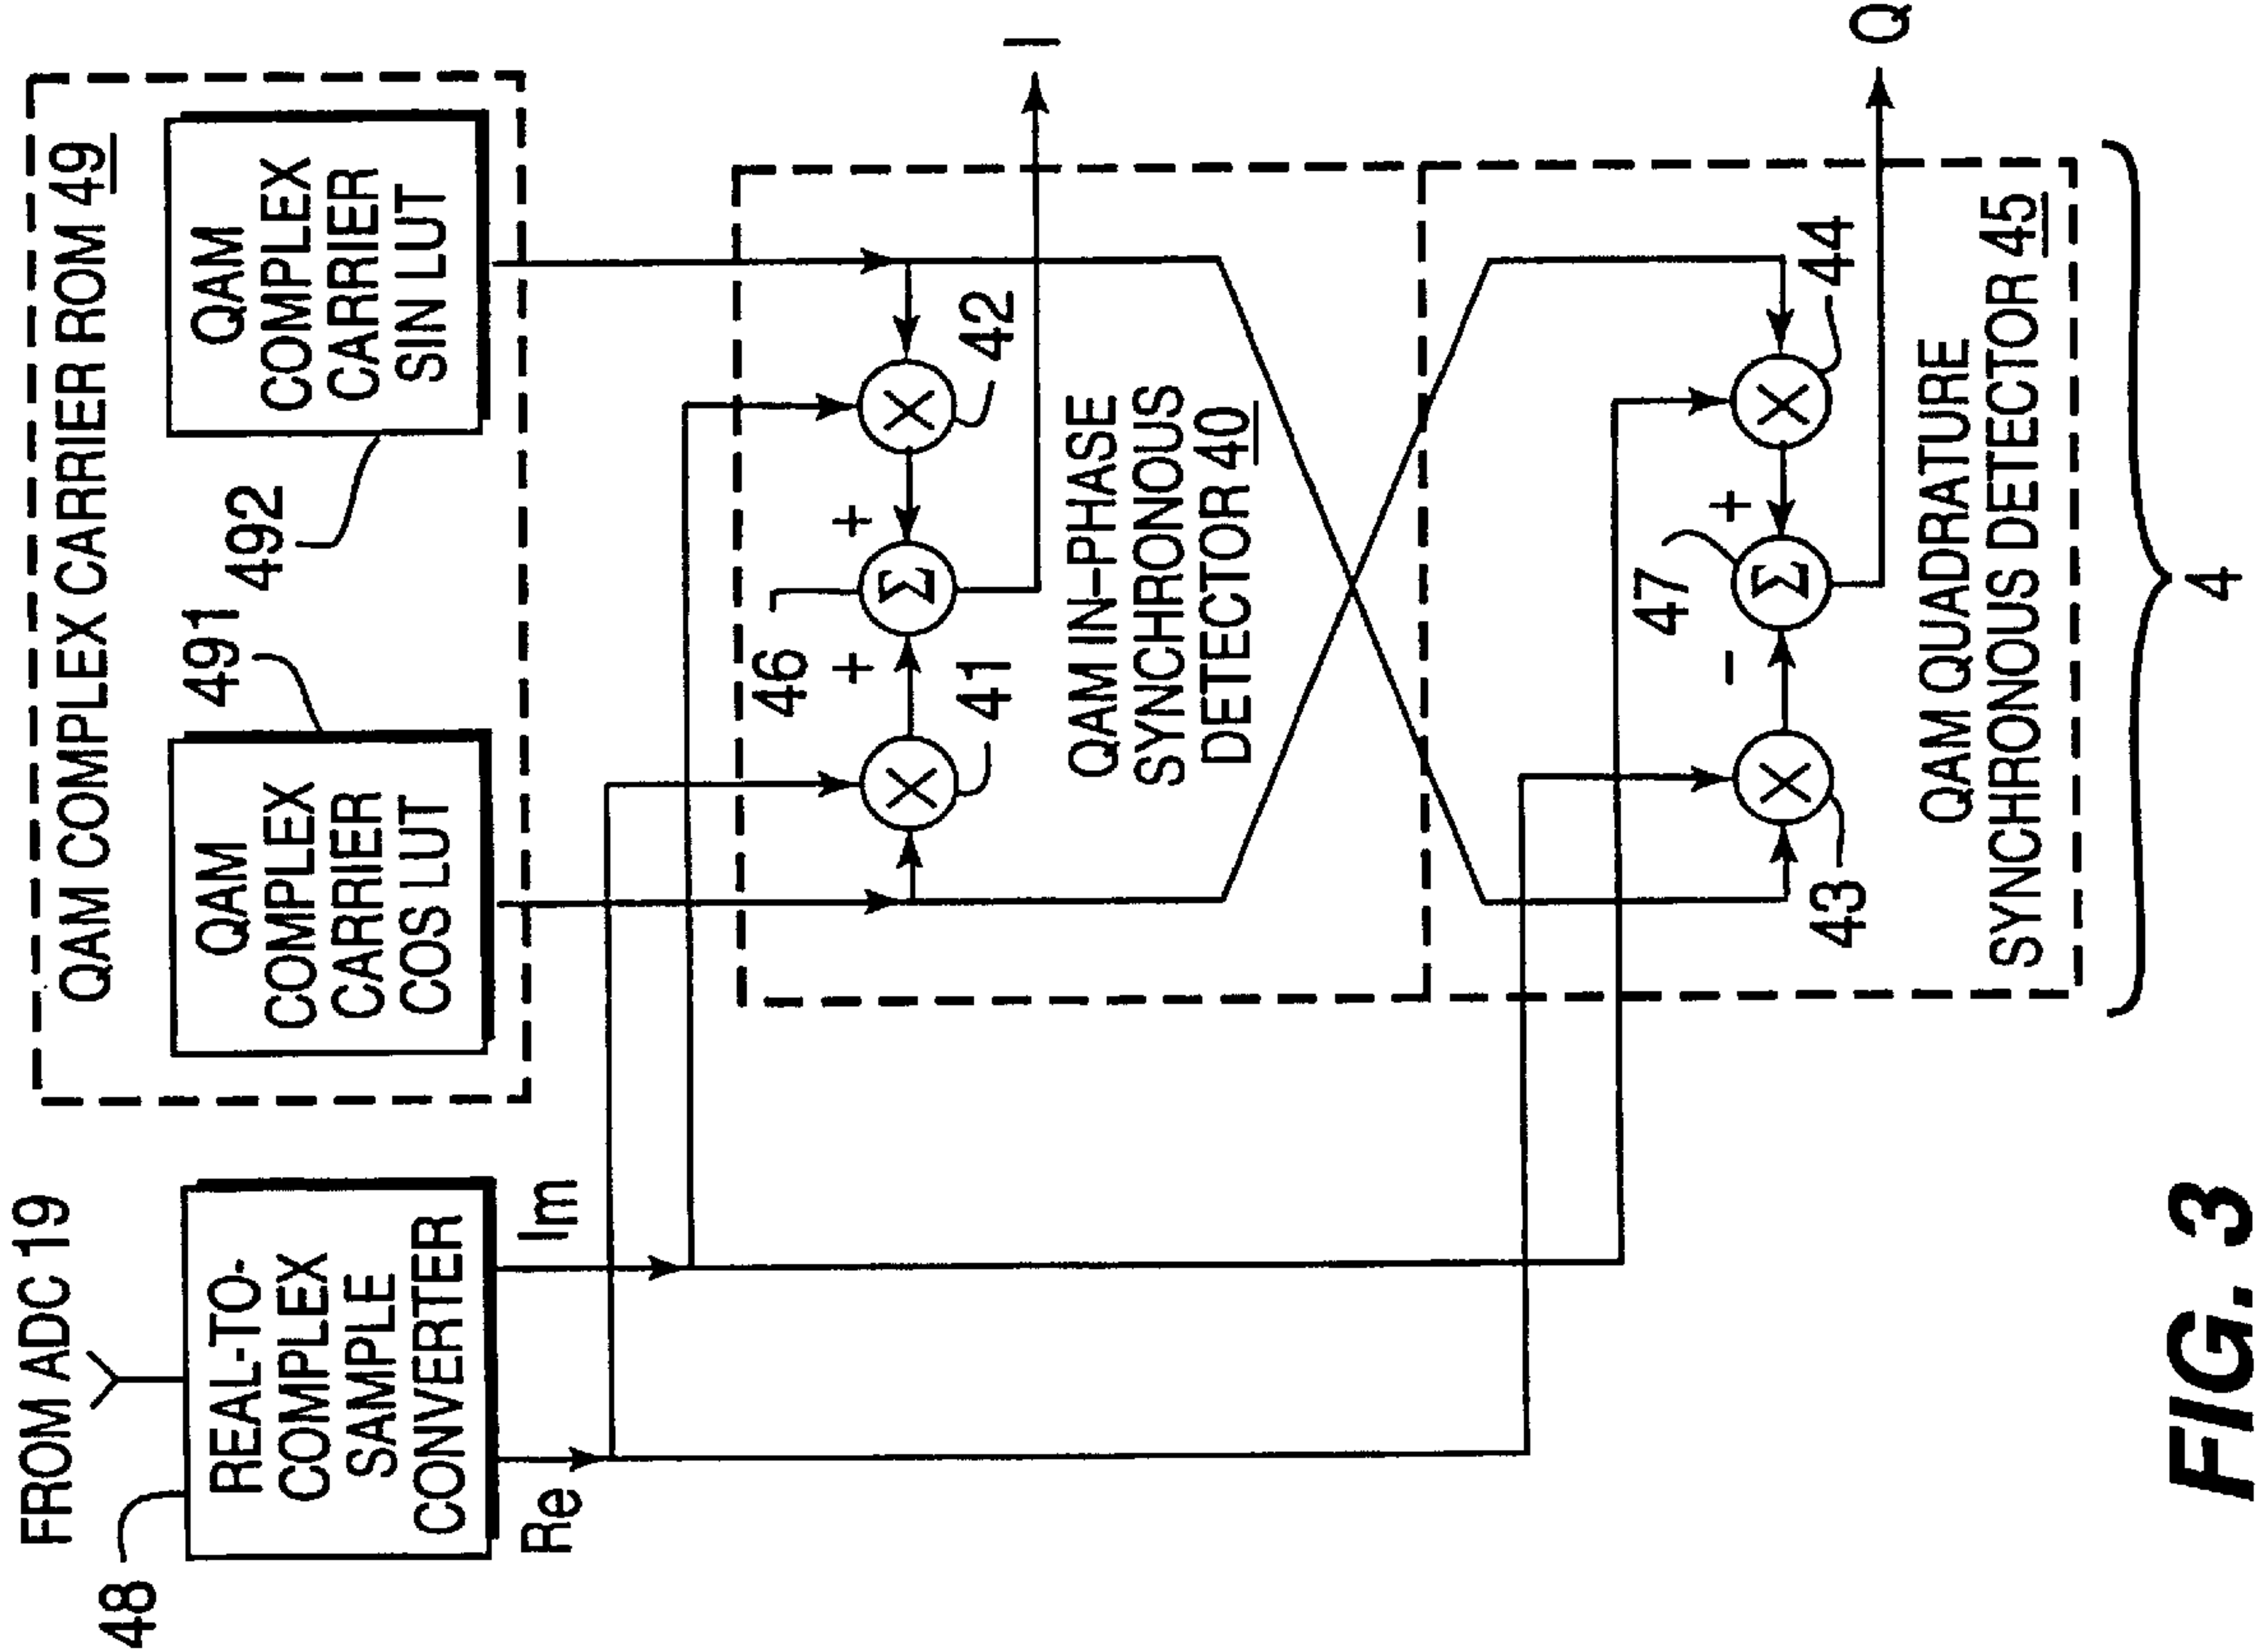 FROM ADC 19
48
REAL-TO-
COMPLEX
SAMPLE
CONVERTER
Re
Im
QAM COMPLEX CARRIER ROM 49
491
QAM
COMPLEX
CARRIER
COS LUT
492
QAM
COMPLEX
CARRIER
SIN LUT
46
+
+
X
Σ
X
41
42
I
QAM IN-PHASE
SYNCHRONOUS
DETECTOR 40
47
-
+
X
Σ
X
43
44
Q
QAM QUADRATURE
SYNCHRONOUS DETECTOR 45
4
FIG. 3